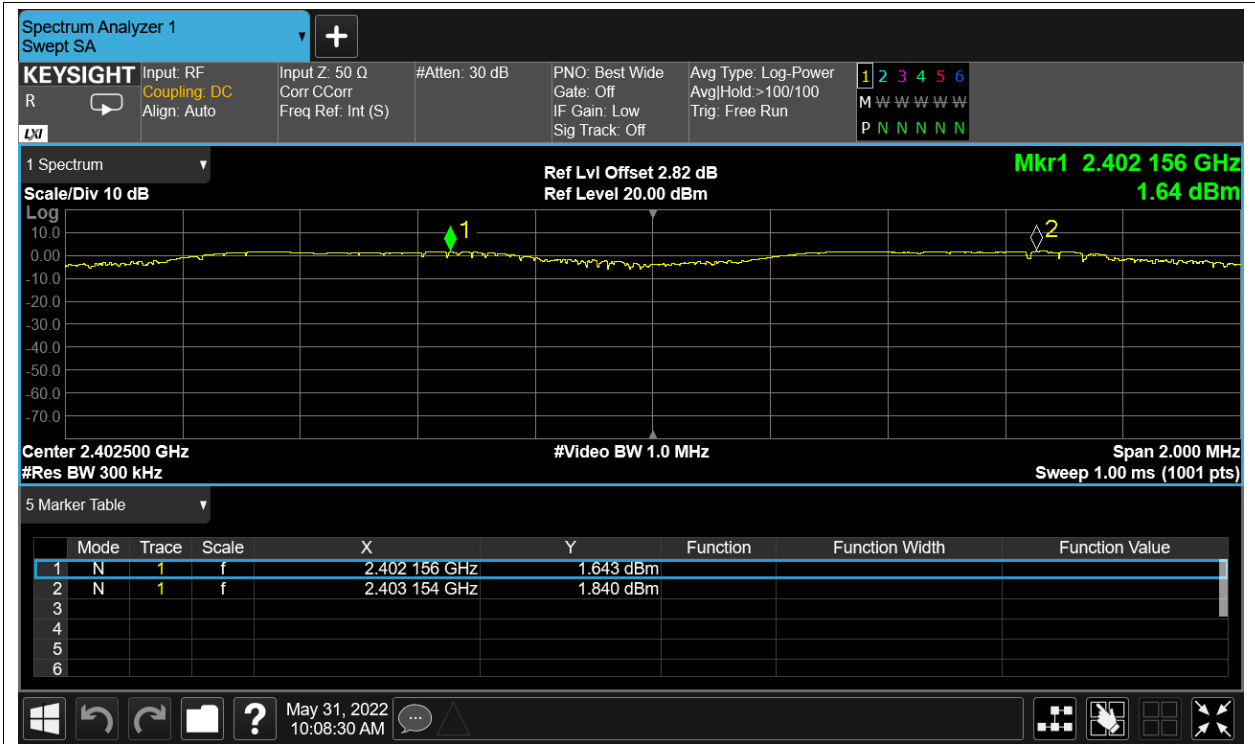 Spectrum Analyzer 1
Swept SA
+
KEYSIGHT Input: RF Input Z: 50 Ω #Atten: 30 dB PNO: Best Wide Avg Type: Log-Power 1 2 3 4 5 6
R Coupling: DC Corr CCorr Gate: Off Avg|Hold:>100/100 M W W W W W
Align: Auto Freq Ref: Int (S) IF Gain: Low Trig: Free Run
LXI Sig Track: Off P N N N N N
1 Spectrum Ref Lvl Offset 2.82 dB Mkr1 2.402 156 GHz
Scale/Div 10 dB Ref Level 20.00 dBm 1.64 dBm
Log
1 2
10.0
0.00
-10.0
-20.0
-30.0
-40.0
-50.0
-60.0
-70.0
Center 2.402500 GHz #Video BW 1.0 MHz Span 2.000 MHz
#Res BW 300 kHz Sweep 1.00 ms (1001 pts)
5 Marker Table
Mode Trace Scale X Y Function Function Width Function Value
1 N 1 f 2.402 156 GHz 1.643 dBm
2 N 1 f 2.403 154 GHz 1.840 dBm
3
4
5
6
? May 31, 2022
10:08:30 AM